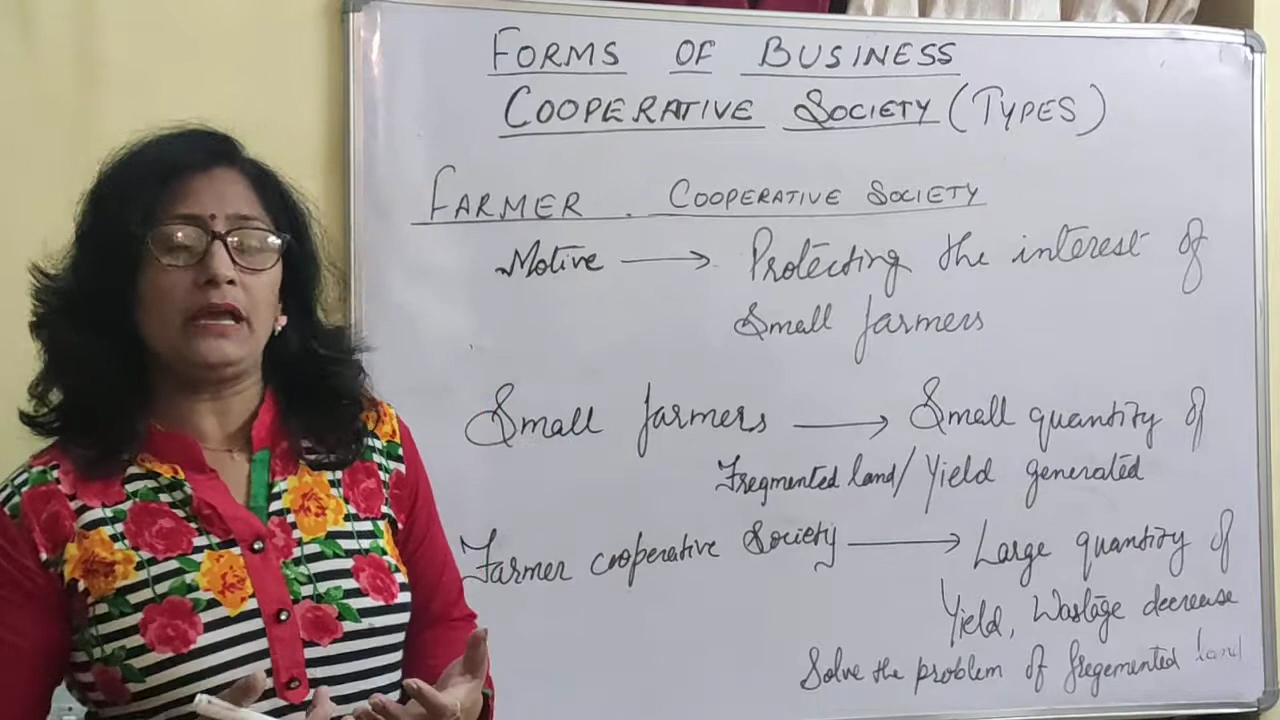 FORMS OF BUSINESS
COOPERATIVE SOCIETY (TYPES)
FARMER COOPERATIVE SOCIETY
Motive → Protecting the interest of
Small farmers
Small farmers → Small quantity of
Fregmented land/ Yield generated
Farmer cooperative Society → Large quantity of
Yield, Wastage decrease
Solve the problem of fregemented land